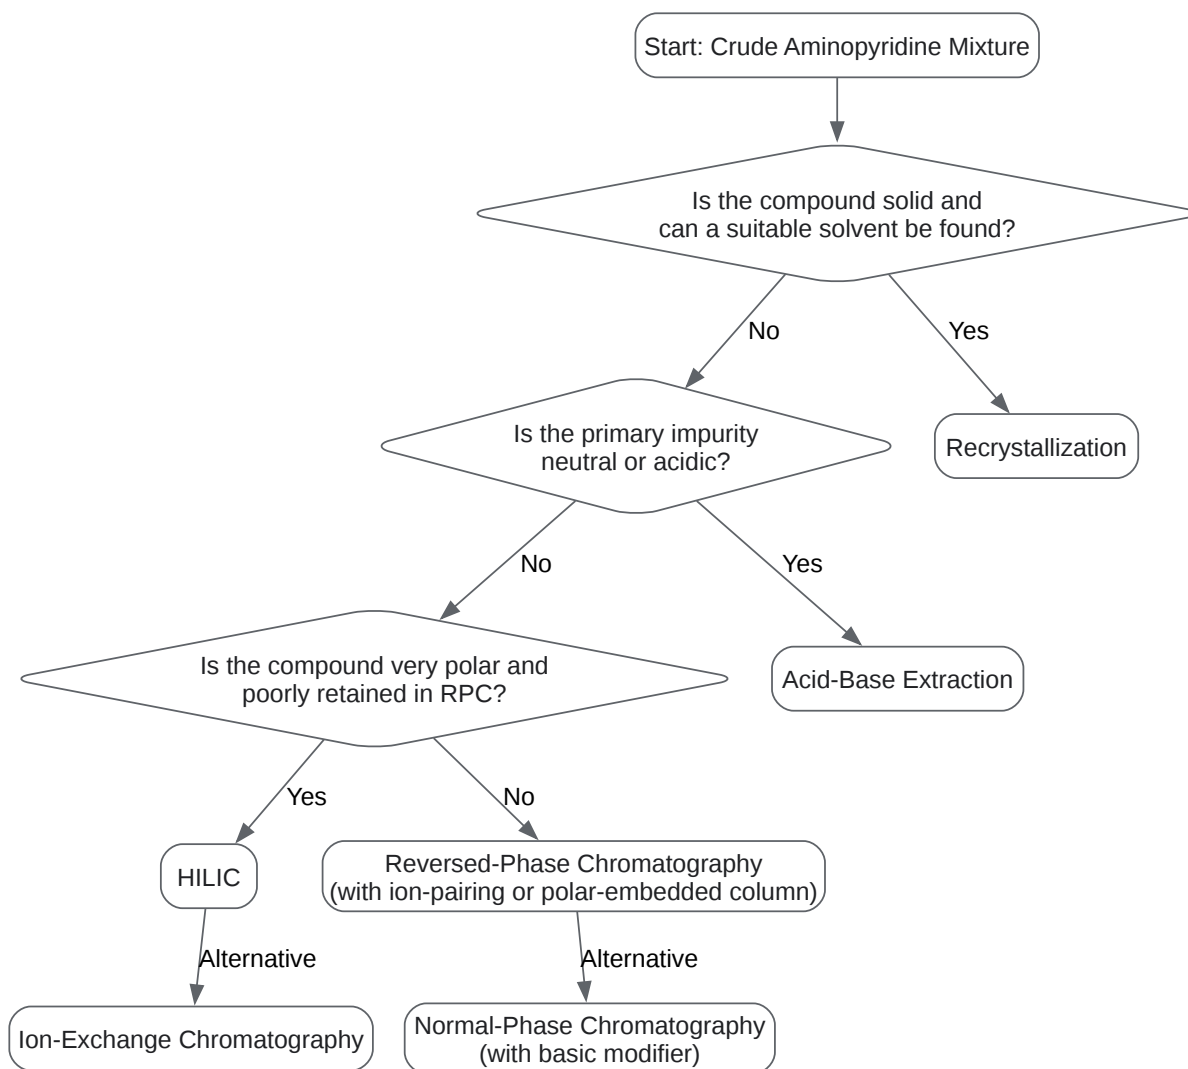 Start: Crude Aminopyridine Mixture
Is the compound solid and
can a suitable solvent be found?
No
Yes
Is the primary impurity
neutral or acidic?
Recrystallization
No
Yes
Is the compound very polar and
poorly retained in RPC?
Acid-Base Extraction
Yes
No
HILIC
Reversed-Phase Chromatography
(with ion-pairing or polar-embedded column)
Alternative
Alternative
Ion-Exchange Chromatography
Normal-Phase Chromatography
(with basic modifier)